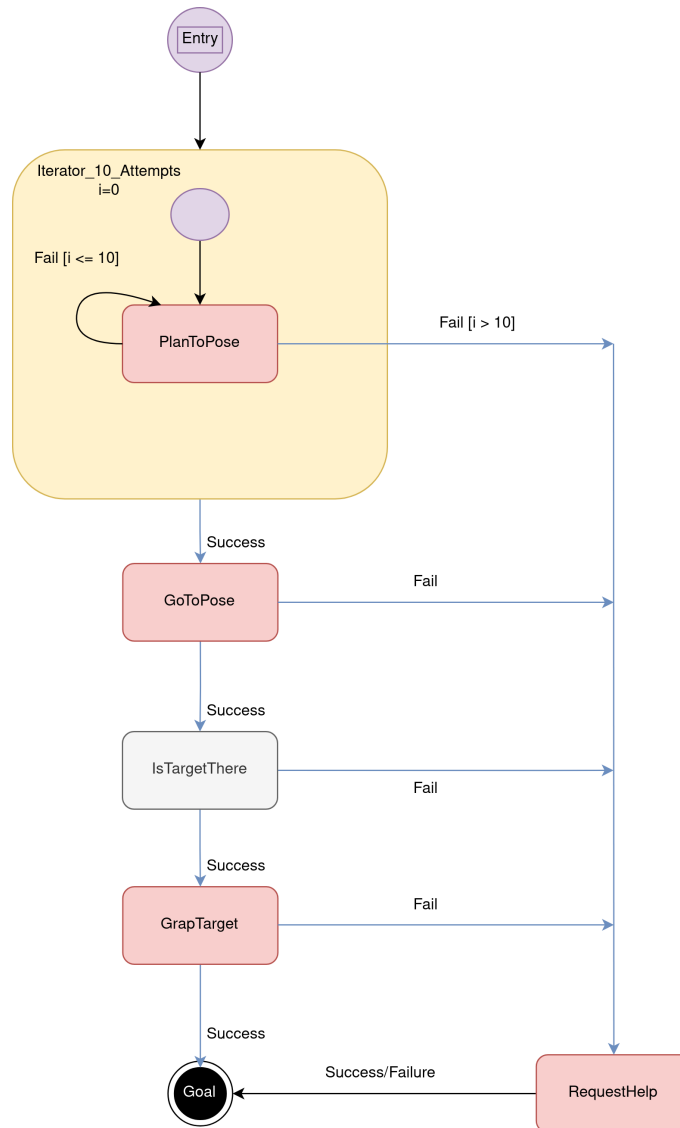 Entry
Iterator_10_Attempts
i=0
Fail [i <= 10]
Fail [i > 10]
PlanToPose
Success
Fail
GoToPose
Success
IsTargetThere
Fail
Success
Fail
GrapTarget
Success
Success/Failure
Goal
RequestHelp